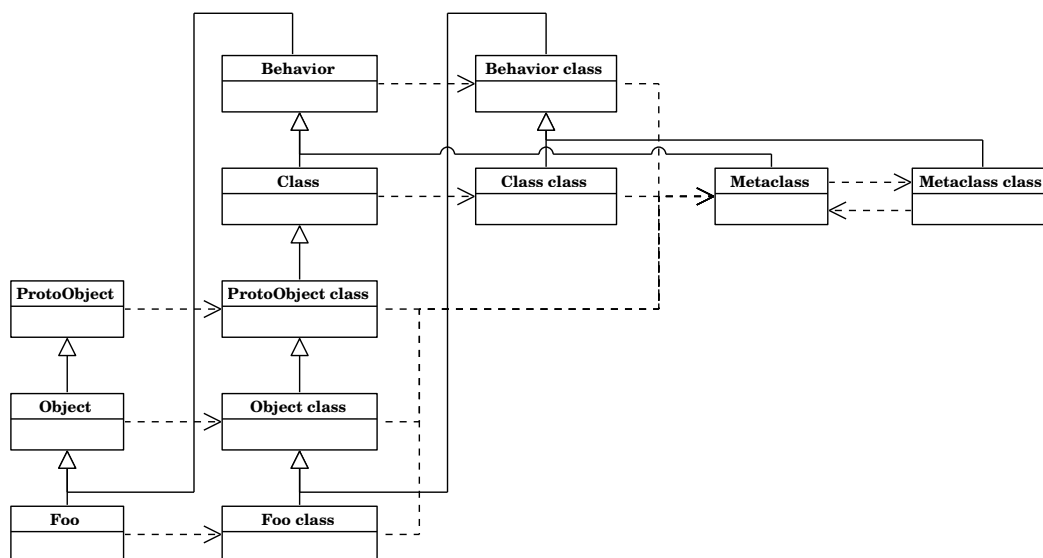 Behavior
Behavior class
Class
Class class
Metaclass
Metaclass class
ProtoObject
ProtoObject class
Object
Object class
Foo
Foo class